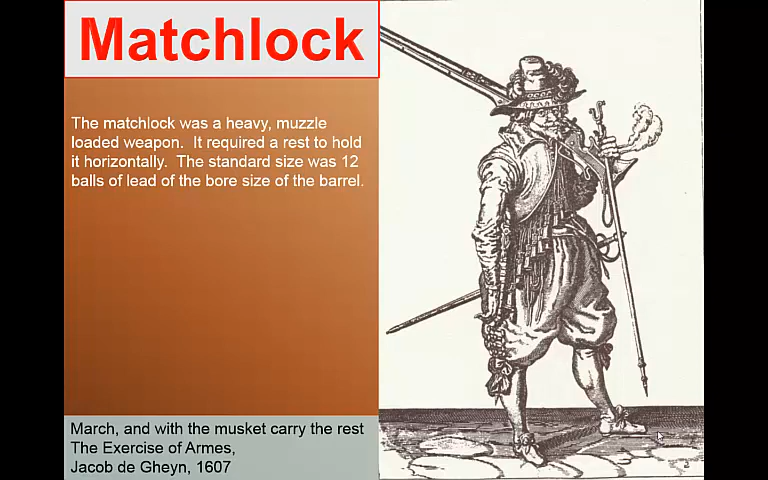 Matchlock
The matchlock was a heavy, muzzle
loaded weapon.  It required a rest to hold
it horizontally.  The standard size was 12
balls of lead of the bore size of the barrel.
March, and with the musket carry the rest
The Exercise of Armes,
Jacob de Gheyn, 1607
2